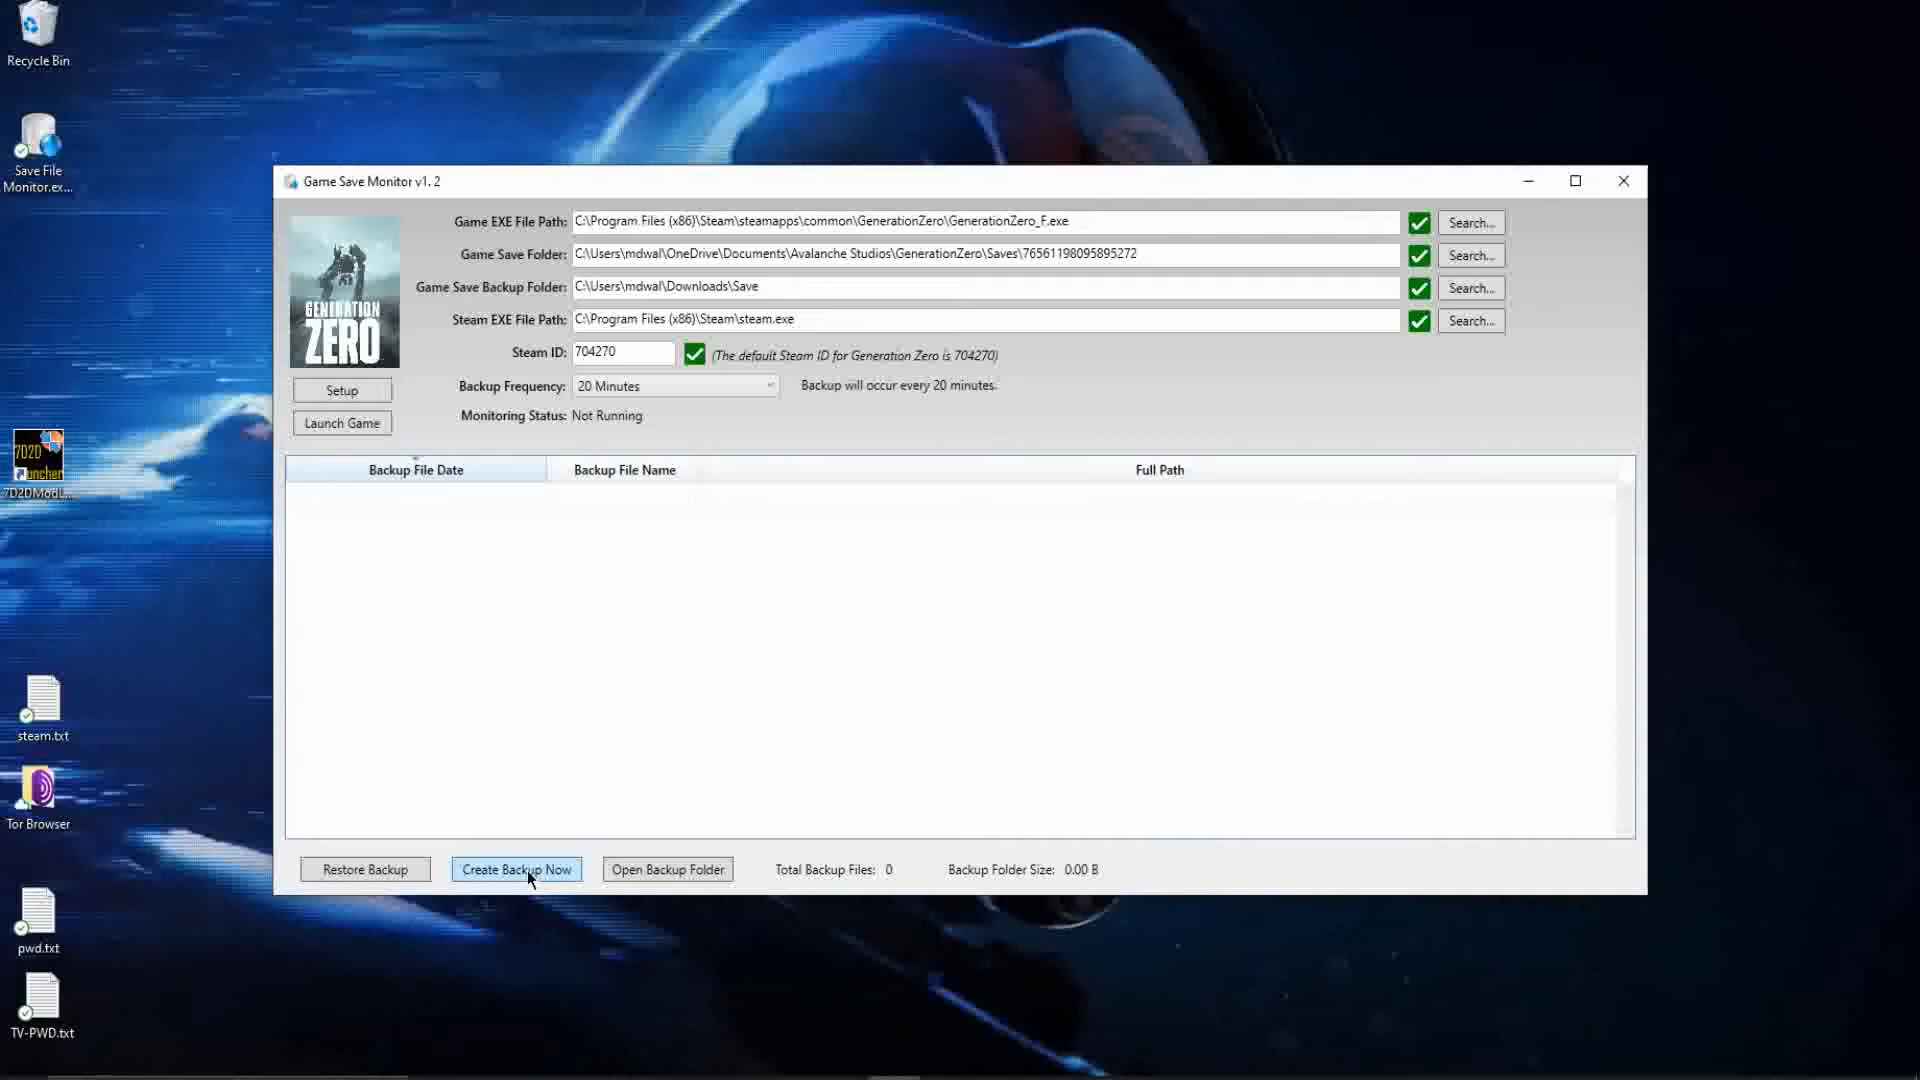 Recycle Bin
Save File
Monitor.ex...
7D2D
uncher
7D2DModL...
steam.txt
Tor Browser
pwd.txt
TV-PWD.txt
Game Save Monitor v1. 2
GENERATION
ZERO
Game EXE File Path: C:\Program Files (x86)\Steam\steamapps\common\GenerationZero\GenerationZero_F.exe Search...
Game Save Folder: C:\Users\mdwal\OneDrive\Documents\Avalanche Studios\GenerationZero\Saves\76561198095895272 Search...
Game Save Backup Folder: C:\Users\mdwal\Downloads\Save Search...
Steam EXE File Path: C:\Program Files (x86)\Steam\steam.exe Search...
Steam ID: 704270 (The default Steam ID for Generation Zero is 704270)
Setup Backup Frequency: 20 Minutes Backup will occur every 20 minutes.
Launch Game Monitoring Status: Not Running
Backup File Date Backup File Name Full Path
Restore Backup Create Backup Now Open Backup Folder Total Backup Files: 0 Backup Folder Size: 0.00 B